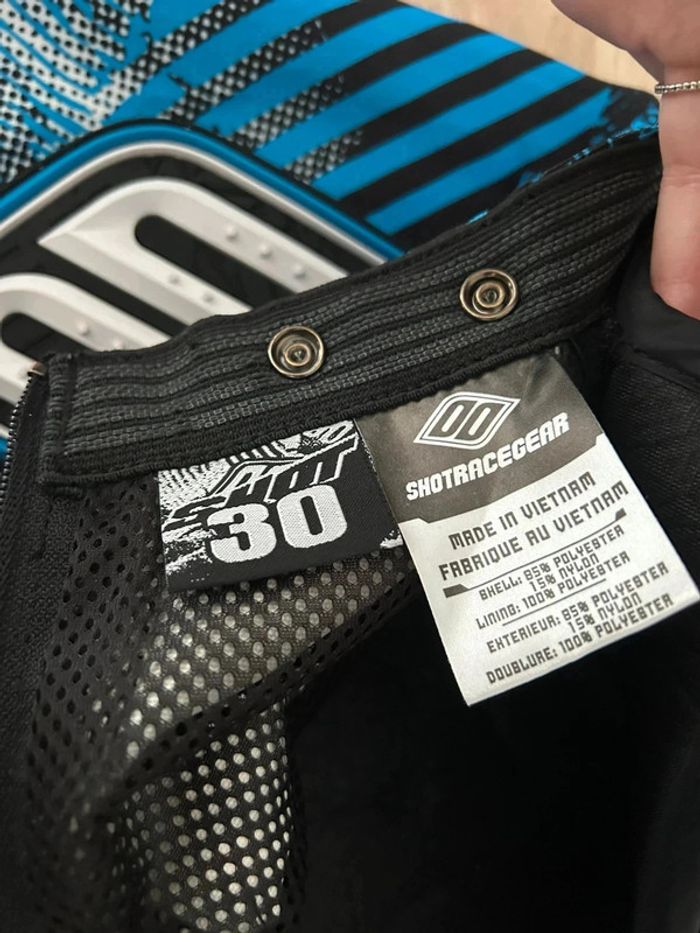 SHOT
30
SHOTRACEGEAR
MADE IN VIETNAM
FABRIQUE AU VIETNAM
SHELL: 85% POLYESTER
15% NYLON
LINING: 100% POLYESTER
EXTERIEUR: 85% POLYESTER
15% NYLON
DOUBLURE: 100% POLYESTER